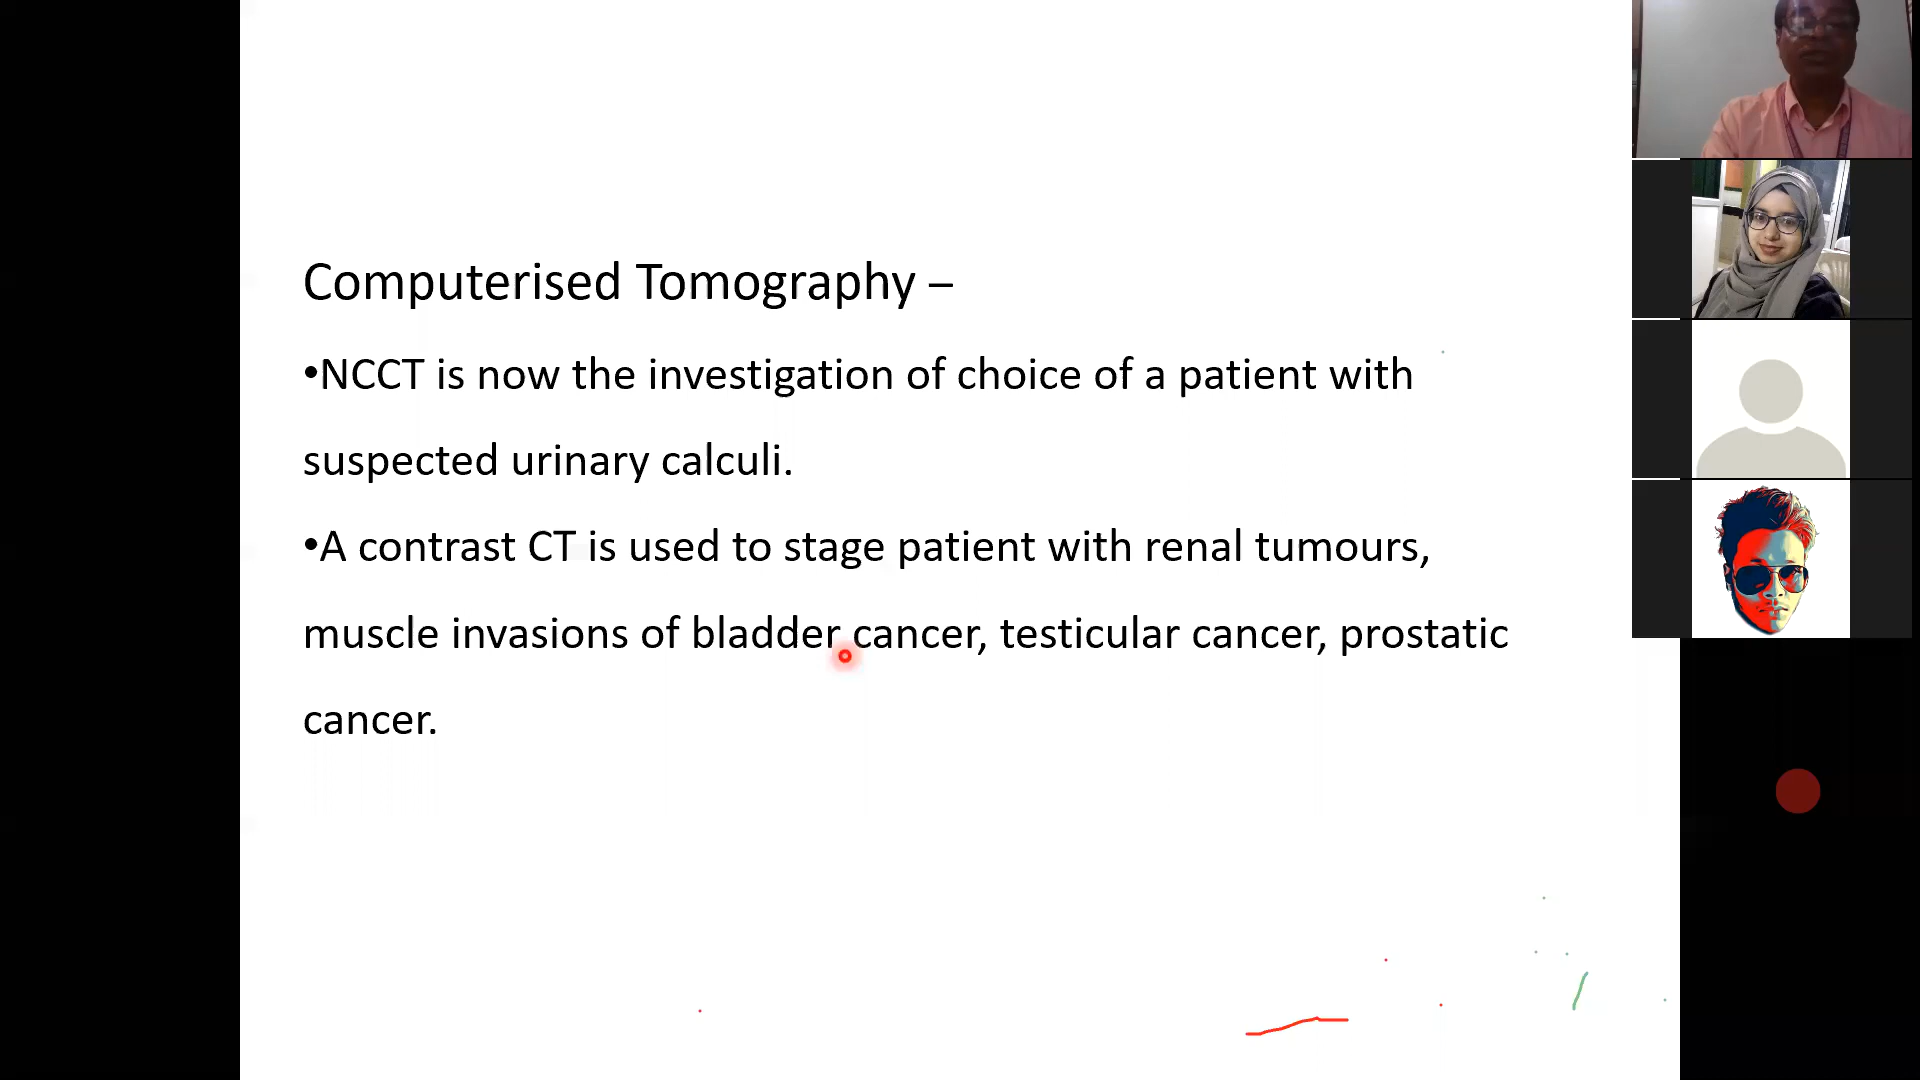 Computerised Tomography –
•NCCT is now the investigation of choice of a patient with
suspected urinary calculi.
•A contrast CT is used to stage patient with renal tumours,
muscle invasions of bladder cancer, testicular cancer, prostatic
cancer.